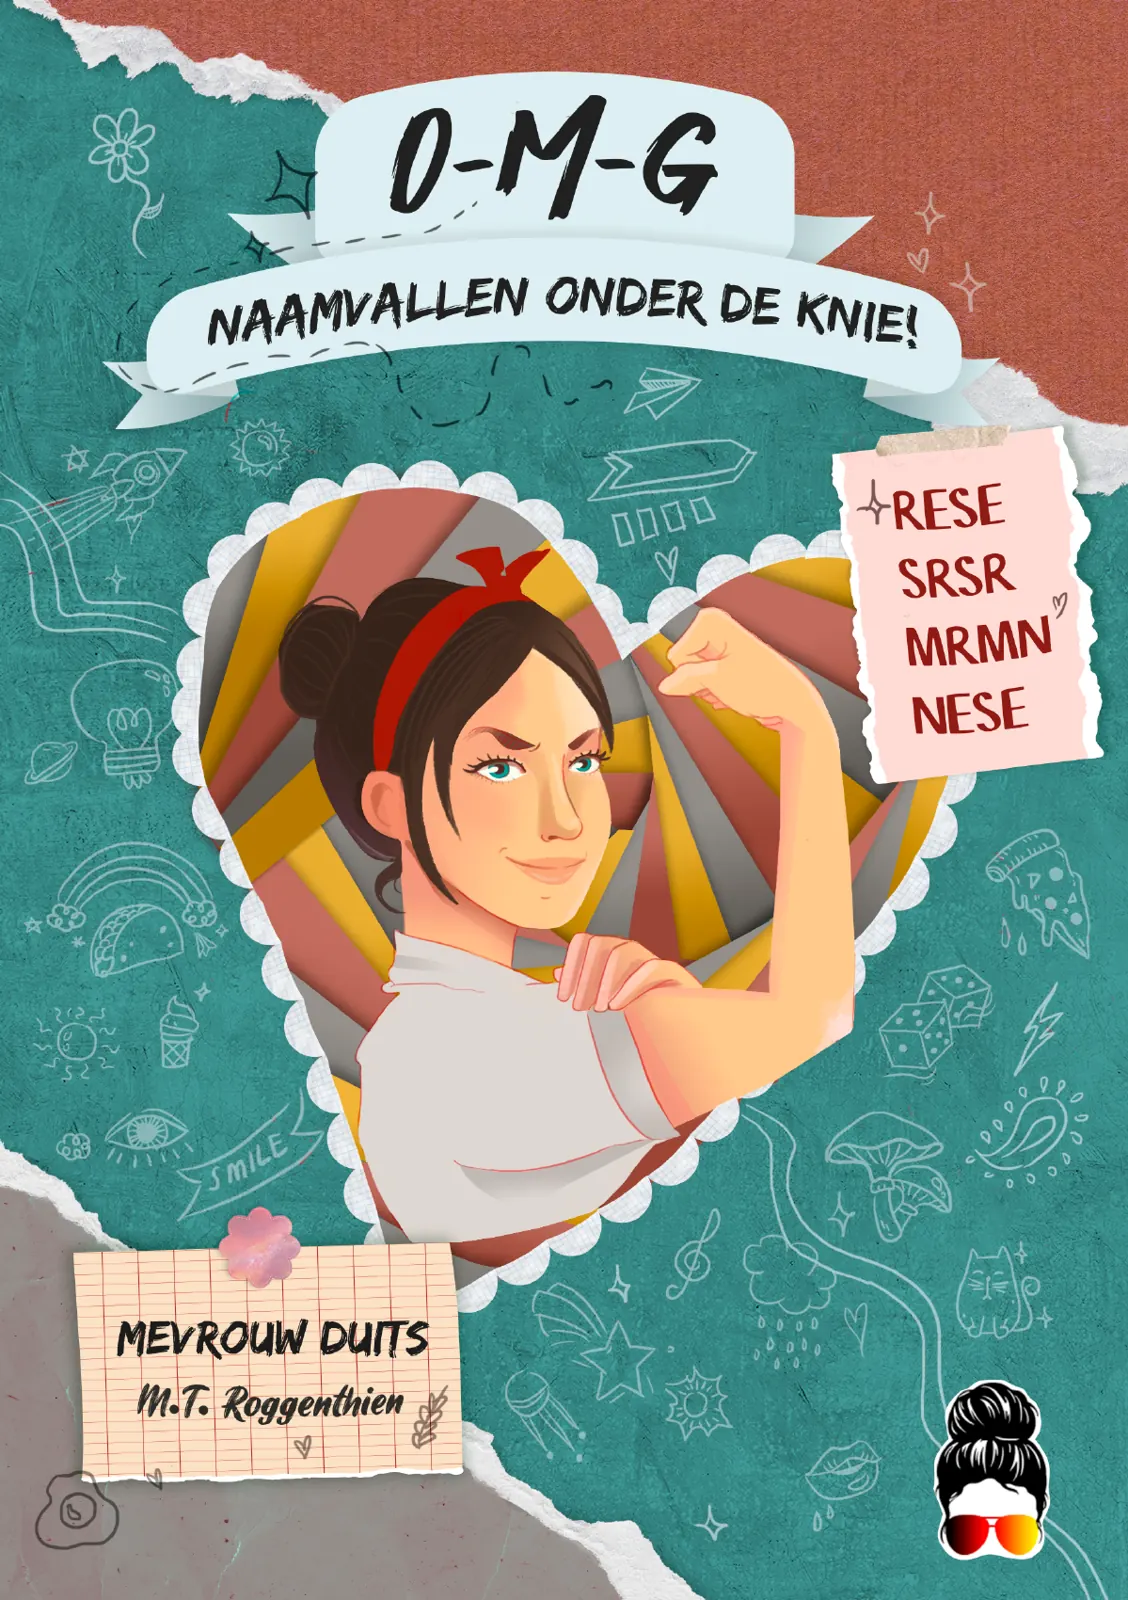 O-M-G
NAAMVALLEN ONDER DE KNIE!
RESE
SRSR
MRMN
NESE
SMILE
MEVROUW DUITS
M.T. Roggenthien